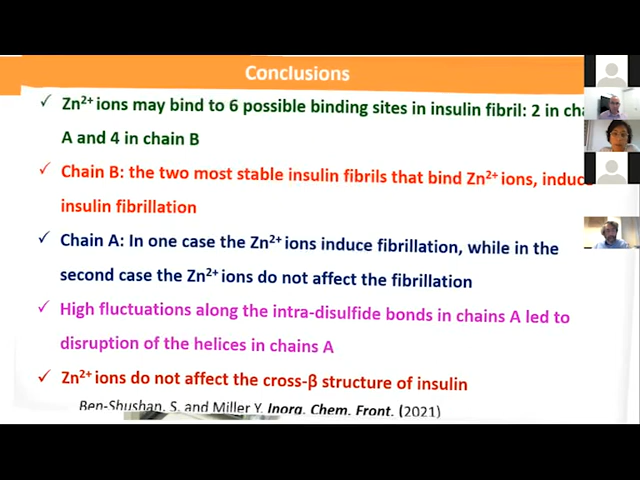 Conclusions
✓ Zn²⁺ ions may bind to 6 possible binding sites in insulin fibril: 2 in cha
A and 4 in chain B
✓ Chain B: the two most stable insulin fibrils that bind Zn²⁺ ions, induc
insulin fibrillation
✓ Chain A: In one case the Zn²⁺ ions induce fibrillation, while in the
second case the Zn²⁺ ions do not affect the fibrillation
✓ High fluctuations along the intra-disulfide bonds in chains A led to
disruption of the helices in chains A
✓ Zn²⁺ ions do not affect the cross-β structure of insulin
Ben-Shushan, S. and Miller Y. Inorg. Chem. Front. (2021)